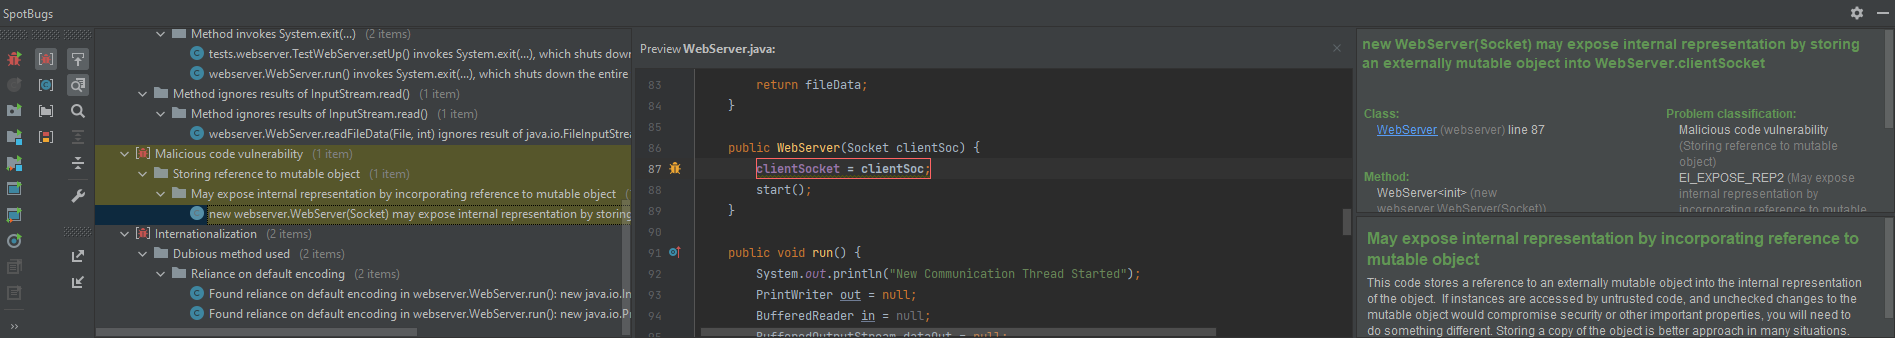 SpotBugs
Method invokes System.exit(...) (2 items)
tests.webserver.TestWebServer.setUp() invokes System.exit(...), which shuts down
webserver.WebServer.run() invokes System.exit(...), which shuts down the entire
Method ignores results of InputStream.read() (1 item)
Method ignores results of InputStream.read() (1 item)
webserver.WebServer.readFileData(File, int) ignores result of java.io.FileInputStrea
Malicious code vulnerability (1 item)
Storing reference to mutable object (1 item)
May expose internal representation by incorporating reference to mutable object (1
new webserver.WebServer(Socket) may expose internal representation by storing
Internationalization (2 items)
Dubious method used (2 items)
Reliance on default encoding (2 items)
Found reliance on default encoding in webserver.WebServer.run(): new java.io.In
Found reliance on default encoding in webserver.WebServer.run(): new java.io.Pr
Preview WebServer.java:
83 return fileData;
84 }
85
86 public WebServer(Socket clientSoc) {
87 clientSocket = clientSoc;
88 start();
89 }
90
91 public void run() {
92 System.out.println("New Communication Thread Started");
93 PrintWriter out = null;
94 BufferedReader in = null;
95 BufferedOutputStream dataOut = null;
new WebServer(Socket) may expose internal representation by storing
an externally mutable object into WebServer.clientSocket
Class:
WebServer (webserver) line 87
Method:
WebServer<init> (new
webserver.WebServer(Socket))
Problem classification:
Malicious code vulnerability
(Storing reference to mutable
object)
EI_EXPOSE_REP2 (May expose
internal representation by
incorporating reference to mutable
May expose internal representation by incorporating reference to
mutable object
This code stores a reference to an externally mutable object into the internal representation
of the object. If instances are accessed by untrusted code, and unchecked changes to the
mutable object would compromise security or other important properties, you will need to
do something different. Storing a copy of the object is better approach in many situations.